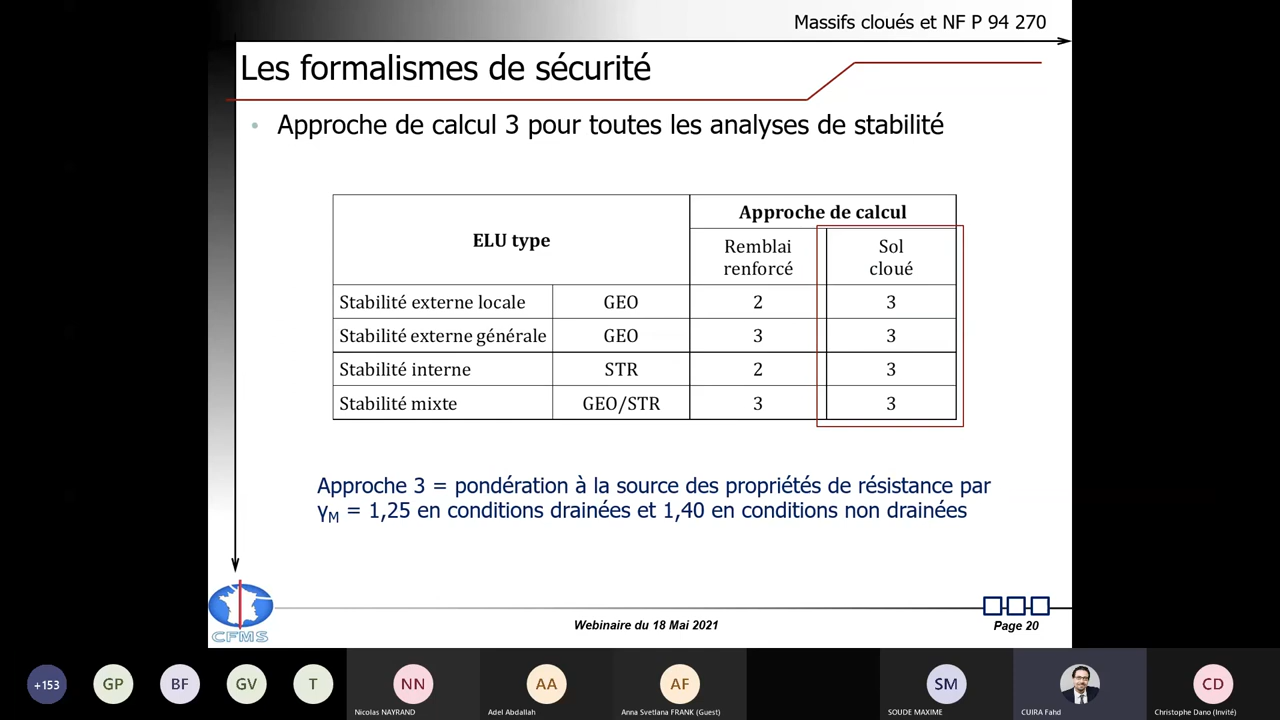 Massifs cloués et NF P 94 270
Les formalismes de sécurité
• Approche de calcul 3 pour toutes les analyses de stabilité
ELU type
Approche de calcul
Remblai renforcé
Sol cloué
Stabilité externe locale GEO 2 3
Stabilité externe générale GEO 3 3
Stabilité interne STR 2 3
Stabilité mixte GEO/STR 3 3
Approche 3 = pondération à la source des propriétés de résistance par
γM = 1,25 en conditions drainées et 1,40 en conditions non drainées
CFMS
Webinaire du 18 Mai 2021
Page 20
+153 GP BF GV T NN AA AF SM CD
Nicolas NAYRAND Adel Abdallah Anna Svetlana FRANK (Guest) SOUDE MAXIME CUIRA Fahd Christophe Dano (Invité)